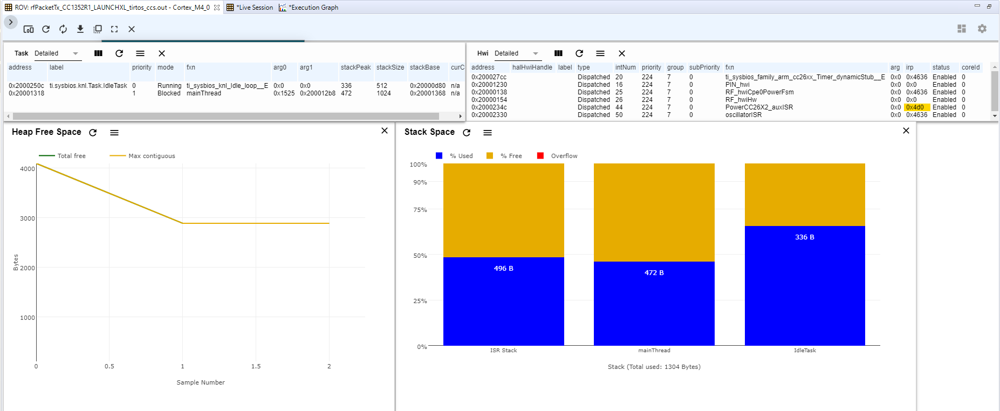 ROV: rfPacketTx_CC1352R1_LAUNCHXL_tirtos_ccs.out - Cortex_M4_0 *Live Session *Execution Graph
Task Detailed
address label priority mode fxn arg0 arg1 stackPeak stackSize stackBase curC
0x2000250c ti.sysbios.knl.Task.IdleTask 0 Running ti_sysbios_knl_Idle_loop__E 0x0 0x0 336 512 0x20000d80 n/a
0x20001318 1 Blocked mainThread 0x1525 0x200012b8 472 1024 0x20001368 n/a
Hwi Detailed
address halHwiHandle label type intNum priority group subPriority fxn arg irp status coreId
0x200027cc Dispatched 20 224 7 0 ti_sysbios_family_arm_cc26xx_Timer_dynamicStub__E 0x0 0x4636 Enabled 0
0x20001230 Dispatched 16 224 7 0 PIN_hwi 0x0 0x0 Enabled 0
0x20000138 Dispatched 25 224 7 0 RF_hwiCpe0PowerFsm 0x0 0x4636 Enabled 0
0x20000154 Dispatched 26 224 7 0 RF_hwiHw 0x0 0x0 Enabled 0
0x2000234c Dispatched 44 224 7 0 PowerCC26X2_auxISR 0x0 0x4d0 Enabled 0
0x20002330 Dispatched 50 224 7 0 oscillatorISR 0x0 0x4636 Enabled 0
Heap Free Space
Total free Max contiguous
4000
3000
2000
1000
Bytes
0 0.5 1 1.5 2
Sample Number
Stack Space
% Used % Free Overflow
100%
90%
75%
50%
25%
0%
496 B 472 B 336 B
ISR Stack mainThread IdleTask
Stack (Total used: 1304 Bytes)